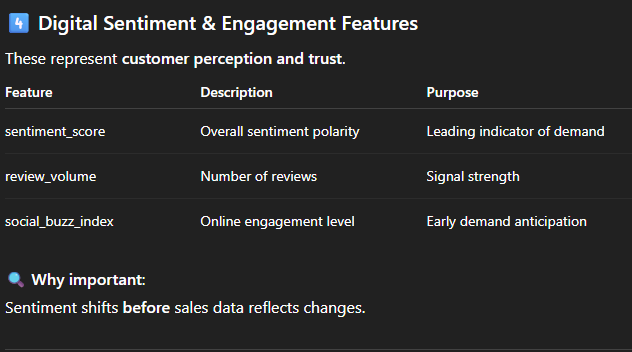 4 Digital Sentiment & Engagement Features
These represent customer perception and trust.
Feature Description Purpose
sentiment_score Overall sentiment polarity Leading indicator of demand
review_volume Number of reviews Signal strength
social_buzz_index Online engagement level Early demand anticipation
🔍 Why important:
Sentiment shifts before sales data reflects changes.